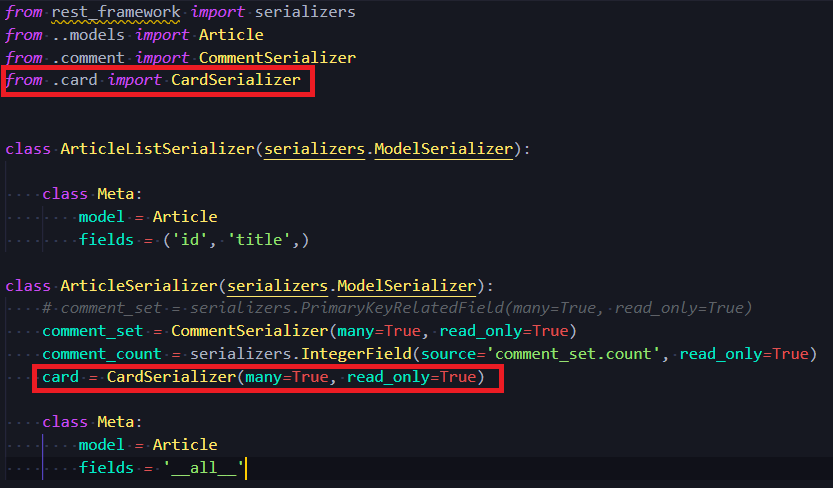 from rest_framework import serializers
from ..models import Article
from .comment import CommentSerializer
from .card import CardSerializer
class ArticleListSerializer(serializers.ModelSerializer):
    class Meta:
        model = Article
        fields = ('id', 'title',)
class ArticleSerializer(serializers.ModelSerializer):
    # comment_set = serializers.PrimaryKeyRelatedField(many=True, read_only=True)
    comment_set = CommentSerializer(many=True, read_only=True)
    comment_count = serializers.IntegerField(source='comment_set.count', read_only=True)
    card = CardSerializer(many=True, read_only=True)
    class Meta:
        model = Article
        fields = '__all__'